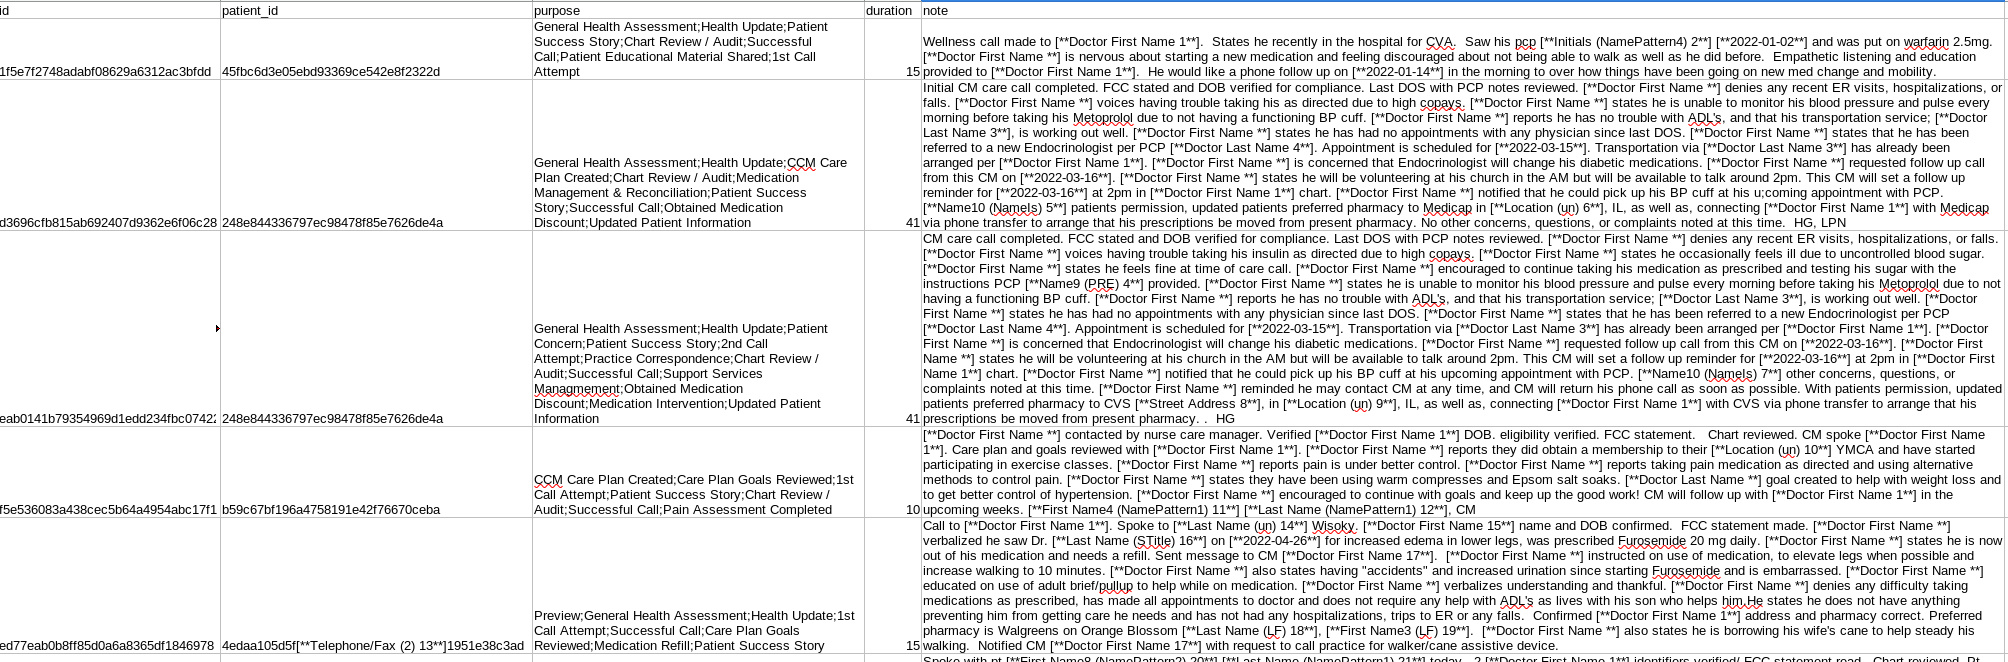 id patient_id purpose duration note
General Health Assessment;Health Update;Patient
Success Story;Chart Review / Audit;Successful
Call;Patient Educational Material Shared;1st Call
Attempt
1f5e7f2748adabf08629a6312ac3bfdd 45fbc6d3e05ebd93369ce542e8f2322d 15
Wellness call made to [**Doctor First Name 1**].  States he recently in the hospital for CVA.  Saw his pcp [**Initials (NamePattern4) 2**] [**2022-01-02**] and was put on warfarin 2.5mg.
[**Doctor First Name **] is nervous about starting a new medication and feeling discouraged about not being able to walk as well as he did before.  Empathetic listening and education
provided to [**Doctor First Name 1**].  He would like a phone follow up on [**2022-01-14**] in the morning to over how things have been going on new med change and mobility.
d3696cfb815ab692407d9362e6f06c28 248e844336797ec98478f85e7626de4a
General Health Assessment;Health Update;CCM Care
Plan Created;Chart Review / Audit;Medication
Management & Reconciliation;Patient Success
Story;Successful Call;Obtained Medication
Discount;Updated Patient Information
41
Initial CM care call completed. FCC stated and DOB verified for compliance. Last DOS with PCP notes reviewed. [**Doctor First Name **] denies any recent ER visits, hospitalizations, or
falls. [**Doctor First Name **] voices having trouble taking his as directed due to high copays. [**Doctor First Name **] states he is unable to monitor his blood pressure and pulse every
morning before taking his Metoprolol due to not having a functioning BP cuff. [**Doctor First Name **] reports he has no trouble with ADL's, and that his transportation service; [**Doctor
Last Name 3**], is working out well. [**Doctor First Name **] states he has had no appointments with any physician since last DOS. [**Doctor First Name **] states that he has been
referred to a new Endocrinologist per PCP [**Doctor Last Name 4**]. Appointment is scheduled for [**2022-03-15**]. Transportation via [**Doctor Last Name 3**] has already been
arranged per [**Doctor First Name 1**]. [**Doctor First Name **] is concerned that Endocrinologist will change his diabetic medications. [**Doctor First Name **] requested follow up call
from this CM on [**2022-03-16**]. [**Doctor First Name **] states he will be volunteering at his church in the AM but will be available to talk around 2pm. This CM will set a follow up
reminder for [**2022-03-16**] at 2pm in [**Doctor First Name 1**] chart. [**Doctor First Name **] notified that he could pick up his BP cuff at his u;coming appointment with PCP.
[**Name10 (NameIs) 5**] patients permission, updated patients preferred pharmacy to Medicap in [**Location (un) 6**], IL, as well as, connecting [**Doctor First Name 1**] with Medicap
via phone transfer to arrange that his prescriptions be moved from present pharmacy. No other concerns, questions, or complaints noted at this time.  HG, LPN
eab0141b79354969d1edd234fbc07422 248e844336797ec98478f85e7626de4a
General Health Assessment;Health Update;Patient
Concern;Patient Success Story;2nd Call
Attempt;Practice Correspondence;Chart Review /
Audit;Successful Call;Support Services
Managmement;Obtained Medication
Discount;Medication Intervention;Updated Patient
Information
41
CM care call completed. FCC stated and DOB verified for compliance. Last DOS with PCP notes reviewed. [**Doctor First Name **] denies any recent ER visits, hospitalizations, or falls.
[**Doctor First Name **] voices having trouble taking his insulin as directed due to high copays. [**Doctor First Name **] states he occasionally feels ill due to uncontrolled blood sugar.
[**Doctor First Name **] states he feels fine at time of care call. [**Doctor First Name **] encouraged to continue taking his medication as prescribed and testing his sugar with the
instructions PCP [**Name9 (PRE) 4**] provided. [**Doctor First Name **] states he is unable to monitor his blood pressure and pulse every morning before taking his Metoprolol due to not
having a functioning BP cuff. [**Doctor First Name **] reports he has no trouble with ADL's, and that his transportation service; [**Doctor Last Name 3**], is working out well. [**Doctor
First Name **] states he has had no appointments with any physician since last DOS. [**Doctor First Name **] states that he has been referred to a new Endocrinologist per PCP
[**Doctor Last Name 4**]. Appointment is scheduled for [**2022-03-15**]. Transportation via [**Doctor Last Name 3**] has already been arranged per [**Doctor First Name 1**]. [**Doctor
First Name **] is concerned that Endocrinologist will change his diabetic medications. [**Doctor First Name **] requested follow up call from this CM on [**2022-03-16**]. [**Doctor First
Name **] states he will be volunteering at his church in the AM but will be available to talk around 2pm. This CM will set a follow up reminder for [**2022-03-16**] at 2pm in [**Doctor First
Name 1**] chart. [**Doctor First Name **] notified that he could pick up his BP cuff at his upcoming appointment with PCP. [**Name10 (NameIs) 7**] other concerns, questions, or
complaints noted at this time. [**Doctor First Name **] reminded he may contact CM at any time, and CM will return his phone call as soon as possible. With patients permission, updated
patients preferred pharmacy to CVS [**Street Address 8**], in [**Location (un) 9**], IL, as well as, connecting [**Doctor First Name 1**] with CVS via phone transfer to arrange that his
prescriptions be moved from present pharmacy. .  HG
f5e536083a438cec5b64a4954abc17f1 b59c67bf196a4758191e42f76670ceba
CCM Care Plan Created;Care Plan Goals Reviewed;1st
Call Attempt;Patient Success Story;Chart Review /
Audit;Successful Call;Pain Assessment Completed
10
[**Doctor First Name **] contacted by nurse care manager. Verified [**Doctor First Name 1**] DOB. eligibility verified. FCC statement.   Chart reviewed. CM spoke [**Doctor First Name
1**]. Care plan and goals reviewed with [**Doctor First Name 1**]. [**Doctor First Name **] reports they did obtain a membership to their [**Location (un) 10**] YMCA and have started
participating in exercise classes. [**Doctor First Name **] reports pain is under better control. [**Doctor First Name **] reports taking pain medication as directed and using alternative
methods to control pain. [**Doctor First Name **] states they have been using warm compresses and Epsom salt soaks. [**Doctor Last Name **] goal created to help with weight loss and
to get better control of hypertension. [**Doctor First Name **] encouraged to continue with goals and keep up the good work! CM will follow up with [**Doctor First Name 1**] in the
upcoming weeks. [**First Name4 (NamePattern1) 11**] [**Last Name (NamePattern1) 12**], CM
ed77eab0b8ff85d0a6a8365df1846978 4edaa105d5f[**Telephone/Fax (2) 13**]1951e38c3ad
Preview;General Health Assessment;Health Update;1st
Call Attempt;Successful Call;Care Plan Goals
Reviewed;Medication Refill;Patient Success Story
15
Call to [**Doctor First Name 1**]. Spoke to [**Last Name (un) 14**] Wisoky. [**Doctor First Name 15**] name and DOB confirmed.  FCC statement made. [**Doctor First Name **]
verbalized he saw Dr. [**Last Name (STitle) 16**] on [**2022-04-26**] for increased edema in lower legs, was prescribed Furosemide 20 mg daily. [**Doctor First Name **] states he is now
out of his medication and needs a refill. Sent message to CM [**Doctor First Name 17**].  [**Doctor First Name **] instructed on use of medication, to elevate legs when possible and
increase walking to 10 minutes. [**Doctor First Name **] also states having "accidents" and increased urination since starting Furosemide and is embarrassed. [**Doctor First Name **]
educated on use of adult brief/pullup to help while on medication. [**Doctor First Name **] verbalizes understanding and thankful. [**Doctor First Name **] denies any difficulty taking
medications as prescribed, has made all appointments to doctor and does not require any help with ADL's as lives with his son who helps him.He states he does not have anything
preventing him from getting care he needs and has not had any hospitalizations, trips to ER or any falls.  Confirmed [**Doctor First Name 1**] address and pharmacy correct. Preferred
pharmacy is Walgreens on Orange Blossom [**Last Name (LF) 18**], [**First Name3 (LF) 19**].  [**Doctor First Name **] also states he is borrowing his wife's cane to help steady his
walking.  Notified CM [**Doctor First Name 17**] with request to call practice for walker/cane assistive device.
Spoke with pt [**First Name8 (NamePattern2) 20**] [**Last Name (NamePattern1) 21**] today.  2 [**Doctor First Name 1**] identifiers verified/ FCC statement read.  Chart reviewed. Pt